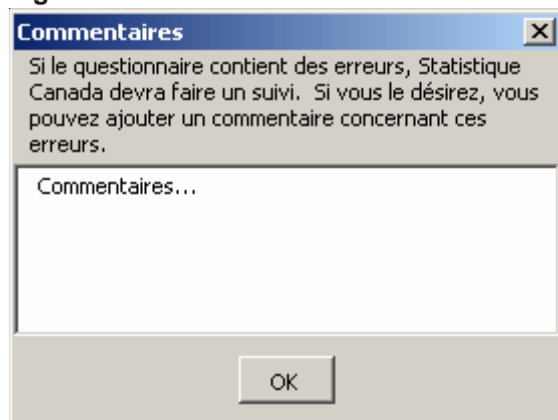 Commentaires
Si le questionnaire contient des erreurs, Statistique
Canada devra faire un suivi. Si vous le désirez, vous
pouvez ajouter un commentaire concernant ces
erreurs.
Commentaires...
OK